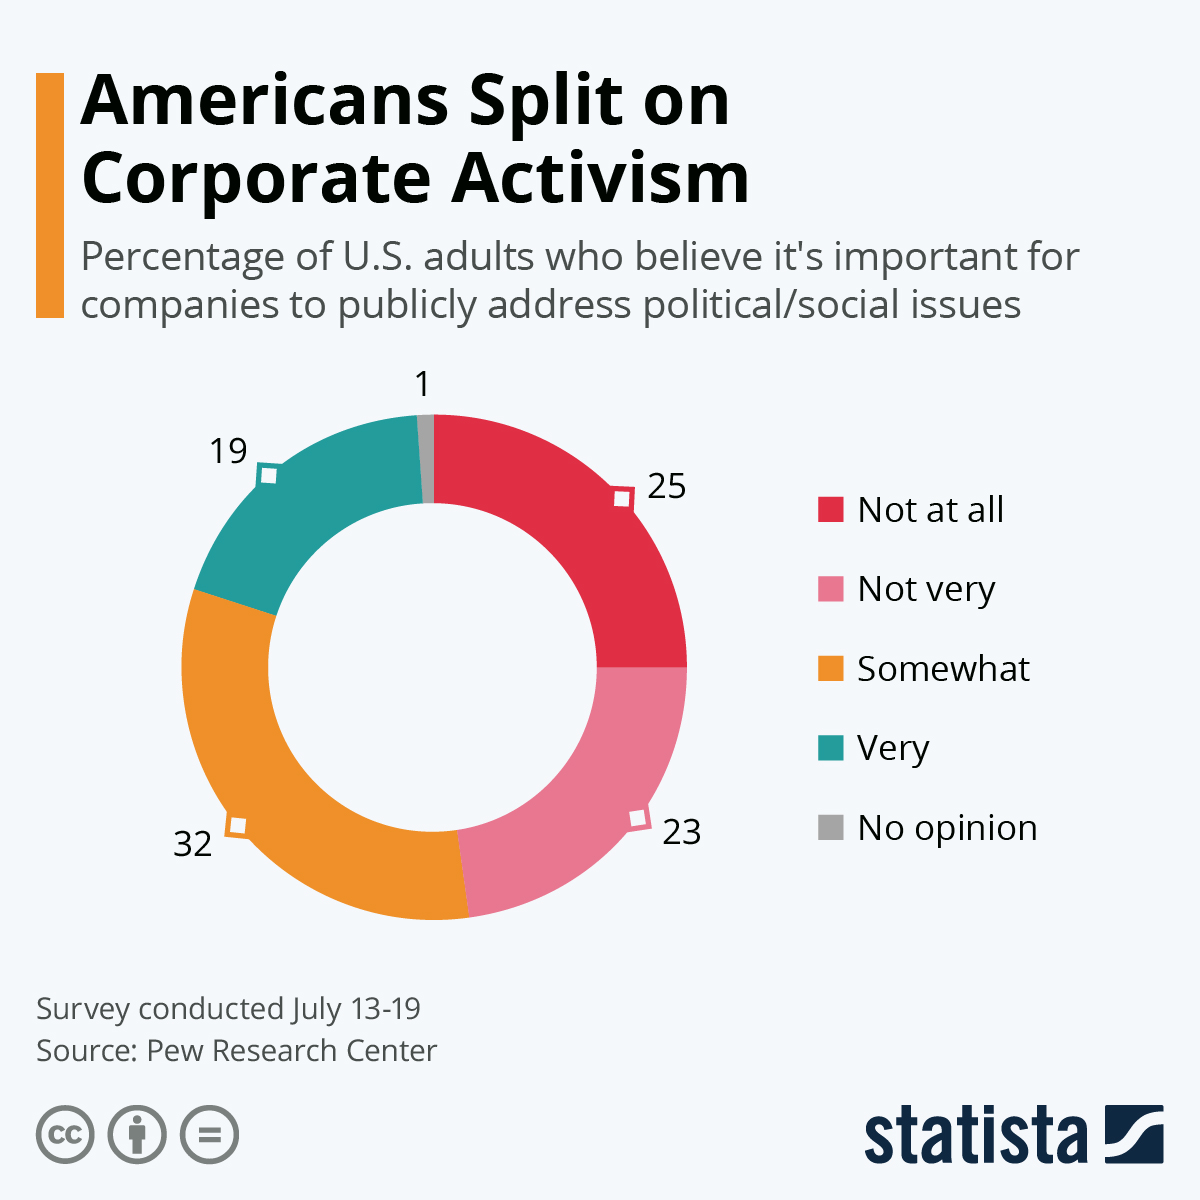 Americans Split on
Corporate Activism
Percentage of U.S. adults who believe it's important for
companies to publicly address political/social issues
1
19
25
32
23
Not at all
Not very
Somewhat
Very
No opinion
Survey conducted July 13-19
Source: Pew Research Center
cc
statista